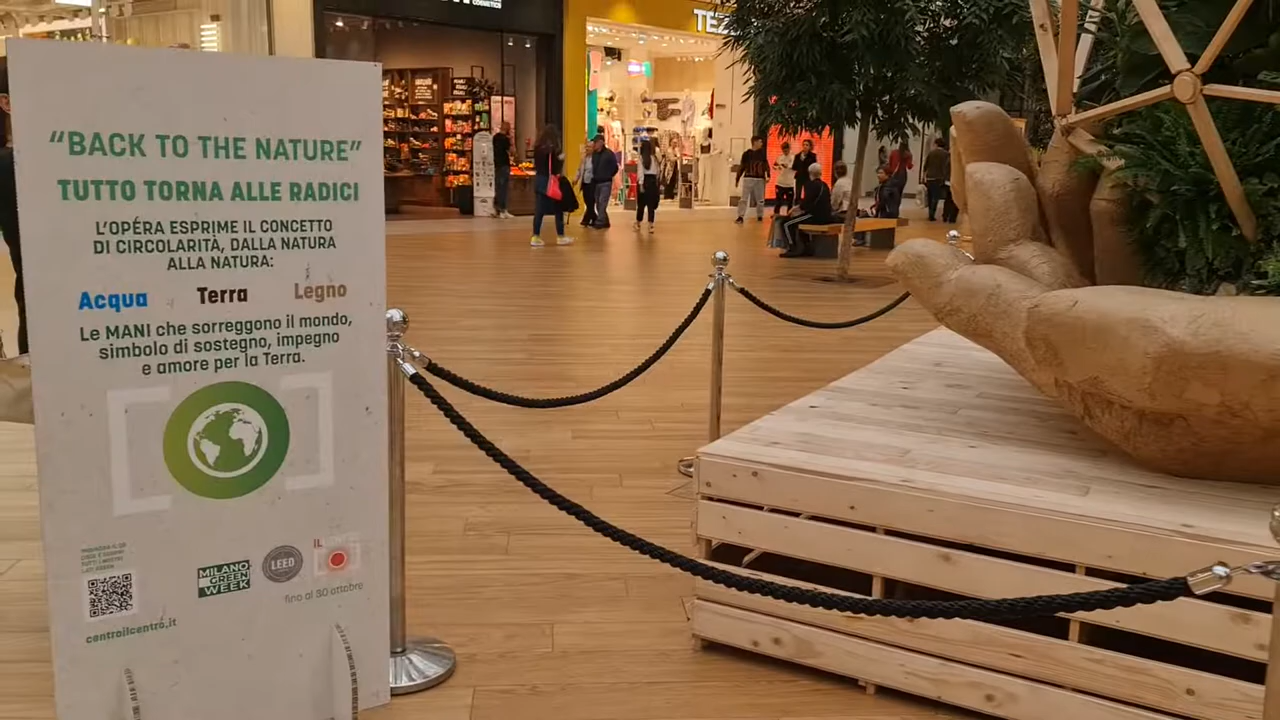 “BACK TO THE NATURE”
TUTTO TORNA ALLE RADICI
L'OPÉRA ESPRIME IL CONCETTO
DI CIRCOLARITÀ, DALLA NATURA
ALLA NATURA:
Acqua Terra Legno
Le MANI che sorreggono il mondo,
simbolo di sostegno, impegno
e amore per la Terra.
MILANO
GREEN
WEEK
LEED
IL
fino al 30 ottobre
centroilcentro.it
COSMETICS